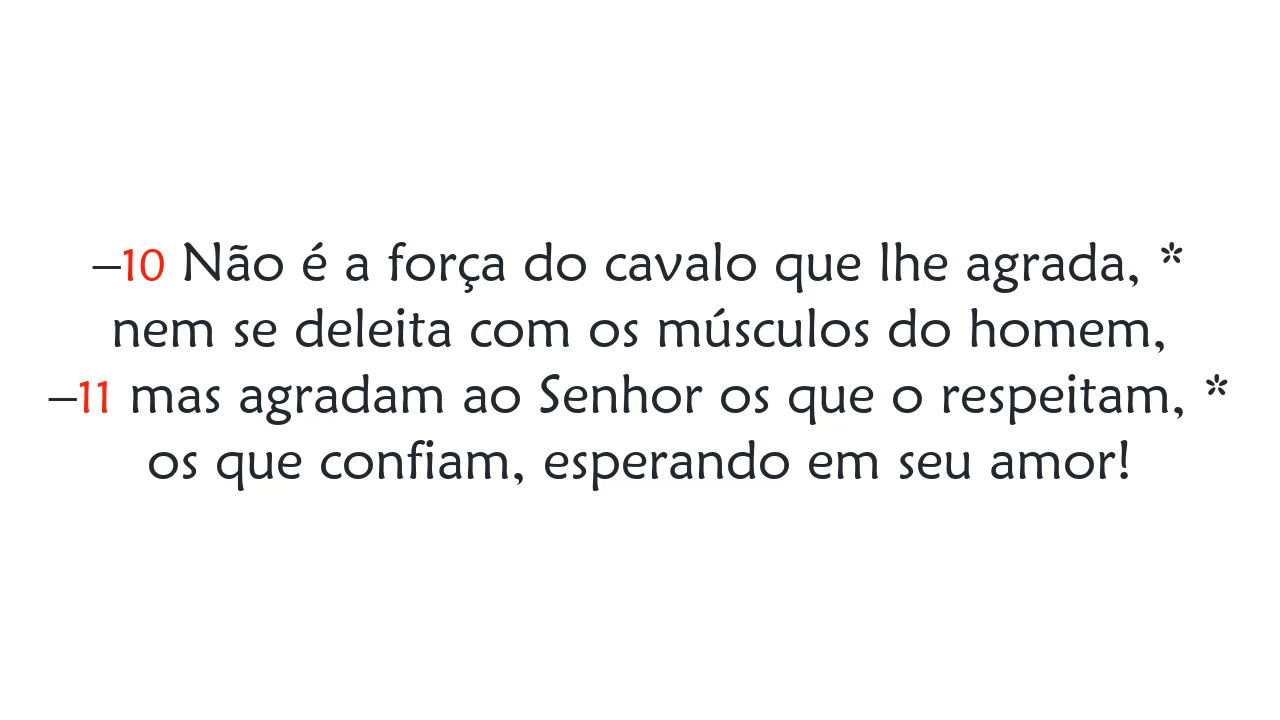 –10 Não é a força do cavalo que lhe agrada, *
nem se deleita com os músculos do homem,
–11 mas agradam ao Senhor os que o respeitam, *
os que confiam, esperando em seu amor!